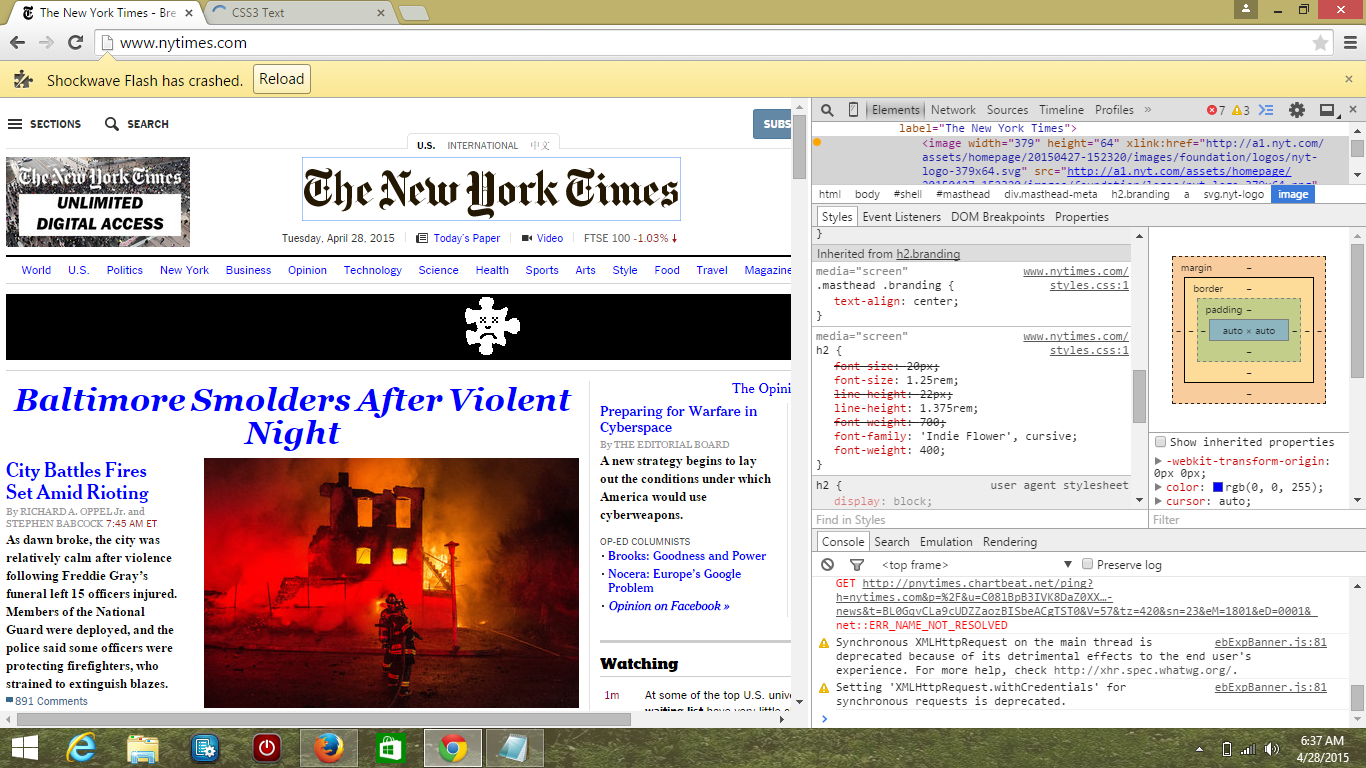 The New York Times - Bre
CSS3 Text
www.nytimes.com
Shockwave Flash has crashed. Reload
SECTIONS SEARCH
SUBS
U.S. INTERNATIONAL 中文
The New York Times
UNLIMITED
DIGITAL ACCESS
The New York Times
Tuesday, April 28, 2015 Today's Paper Video FTSE 100 -1.03% ↓
World U.S. Politics New York Business Opinion Technology Science Health Sports Arts Style Food Travel Magazine
Baltimore Smolders After Violent
Night
City Battles Fires
Set Amid Rioting
By RICHARD A. OPPEL Jr. and
STEPHEN BABCOCK 7:45 AM ET
As dawn broke, the city was
relatively calm after violence
following Freddie Gray's
funeral left 15 officers injured.
Members of the National
Guard were deployed, and the
police said some officers were
protecting firefighters, who
strained to extinguish blazes.
891 Comments
The Opini
Preparing for Warfare in
Cyberspace
By THE EDITORIAL BOARD
A new strategy begins to lay
out the conditions under which
America would use
cyberweapons.
OP-ED COLUMNISTS
· Brooks: Goodness and Power
· Nocera: Europe's Google
Problem
· Opinion on Facebook »
Watching
1m At some of the top U.S. unive
waiting list have very little
Elements Network Sources Timeline Profiles » 7 3
label="The New York Times">
<image width="379" height="64" xlink:href="http://a1.nyt.com/
assets/homepage/20150427-152320/images/foundation/logos/nyt-
logo-379x64.svg" src="http://a1.nyt.com/assets/homepage/
20150427-152320/images/foundation/logos/nyt-logo-379x64.png"
html body #shell #masthead div.masthead-meta h2.branding a svg.nyt-logo image
Styles Event Listeners DOM Breakpoints Properties
}
Inherited from h2.branding
media="screen" www.nytimes.com/
.masthead .branding { styles.css:1
text-align: center;
}
media="screen" www.nytimes.com/
h2 { styles.css:1
font-size: 20px;
font-size: 1.25rem;
line-height: 22px;
line-height: 1.375rem;
font-weight: 700;
font-family: 'Indie Flower', cursive;
font-weight: 400;
}
h2 { user agent stylesheet
display: block;
Find in Styles
margin –
border –
padding –
– – – auto × auto – – –
–
–
–
Show inherited properties
-webkit-transform-origin:
0px 0px;
color: rgb(0, 0, 255);
cursor: auto;
Filter
Console Search Emulation Rendering
<top frame> Preserve log
GET http://pnytimes.chartbeat.net/ping?
h=nytimes.com&p=%2F&u=C08lBpB3IVK8DaZ0XX…-
news&t=BL0GqvCLa9cUDZZaozBISbeACgTST0&V=57&tz=420&sn=23&eM=1801&eD=0001&
net::ERR_NAME_NOT_RESOLVED
Synchronous XMLHttpRequest on the main thread is ebExpBanner.js:81
deprecated because of its detrimental effects to the end user's
experience. For more help, check http://xhr.spec.whatwg.org/.
Setting 'XMLHttpRequest.withCredentials' for ebExpBanner.js:81
synchronous requests is deprecated.
6:37 AM
4/28/2015